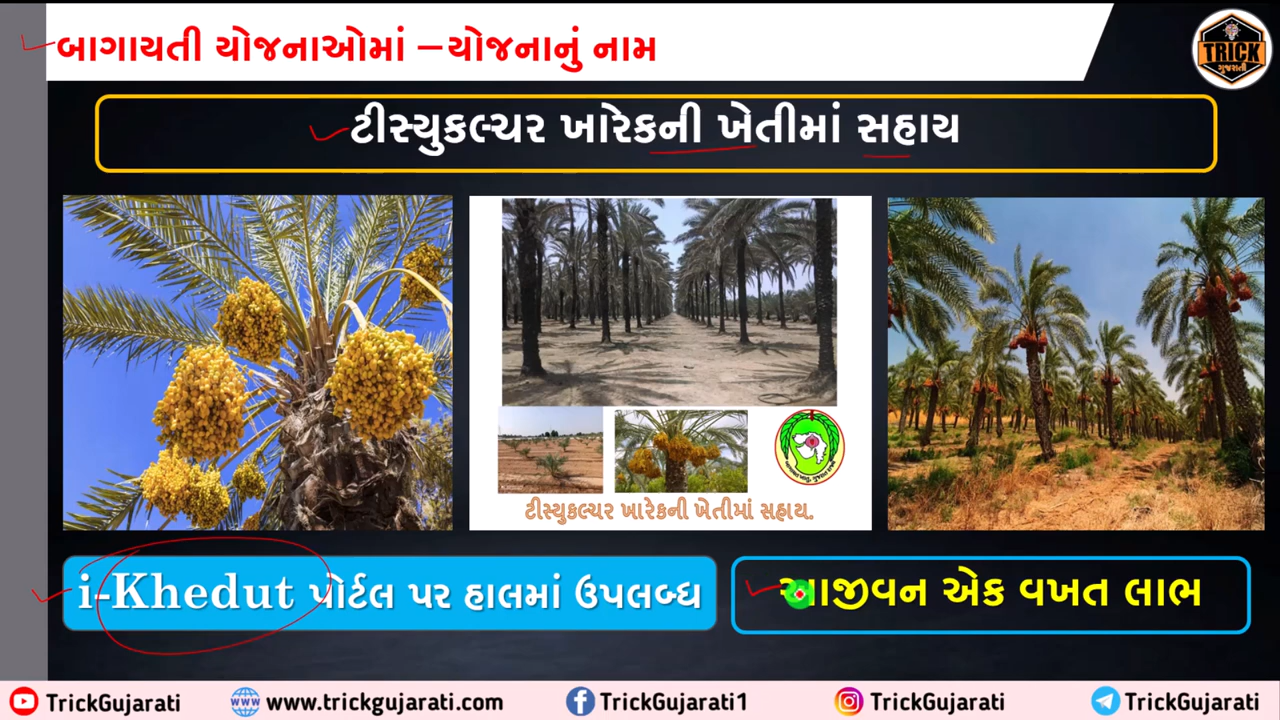 બાગાયતી યોજનાઓમાં –યોજનાનું નામ
TRICK
ગુજરાતી
ટીસ્યુકલ્ચર ખારેકની ખેતીમાં સહાય
ટીસ્યુકલ્ચર ખારેકની ખેતીમાં સહાય.
i-Khedut પોર્ટલ પર હાલમાં ઉપલબ્ધ
આજીવન એક વખત લાભ
TrickGujarati
www.trickgujarati.com
TrickGujarati1
TrickGujarati
TrickGujarati